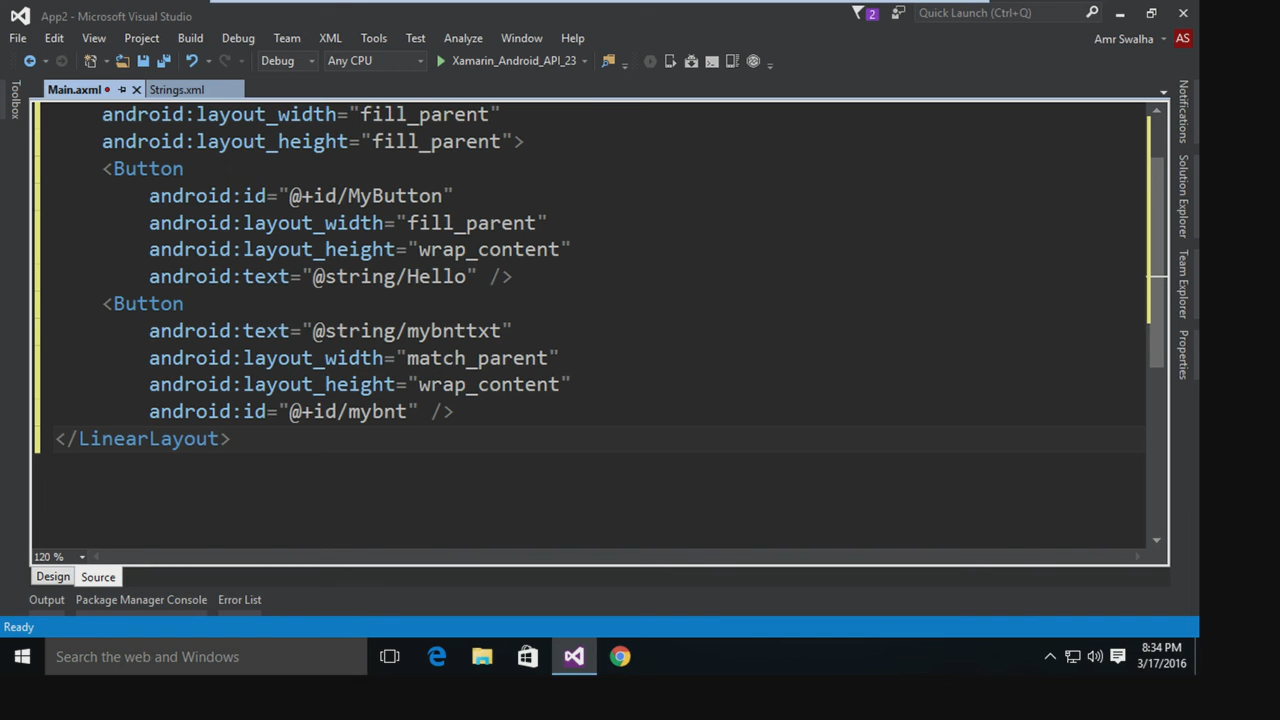 App2 - Microsoft Visual Studio
2
Quick Launch (Ctrl+Q)
File Edit View Project Build Debug Team XML Tools Test Analyze Window Help
Amr Swalha AS
Debug Any CPU Xamarin_Android_API_23
Toolbox
Main.axml Strings.xml
android:layout_width="fill_parent"
android:layout_height="fill_parent">
<Button
android:id="@+id/MyButton"
android:layout_width="fill_parent"
android:layout_height="wrap_content"
android:text="@string/Hello" />
<Button
android:text="@string/mybnttxt"
android:layout_width="match_parent"
android:layout_height="wrap_content"
android:id="@+id/mybnt" />
</LinearLayout>
Notifications
Solution Explorer
Team Explorer
Properties
120 %
Design Source
Output Package Manager Console Error List
Ready
Search the web and Windows
8:34 PM
3/17/2016